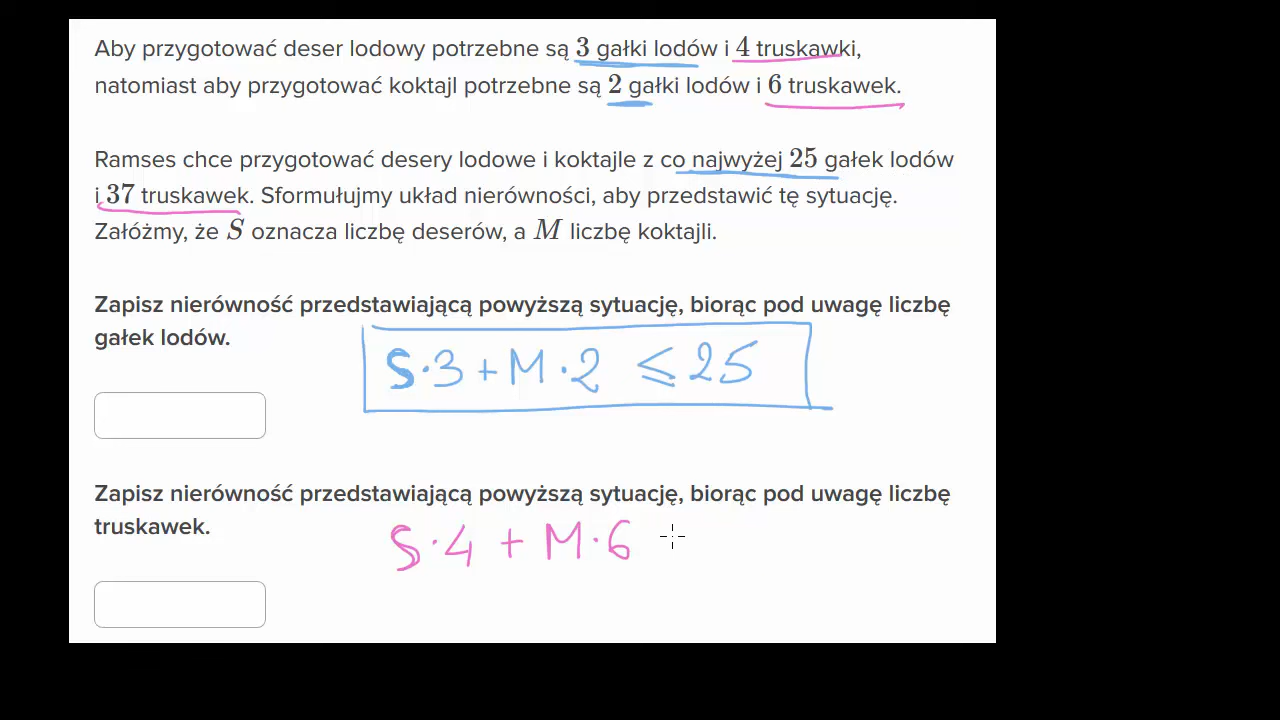 Aby przygotować deser lodowy potrzebne są 3 gałki lodów i 4 truskawki,
natomiast aby przygotować koktajl potrzebne są 2 gałki lodów i 6 truskawek.
Ramses chce przygotować desery lodowe i koktajle z co najwyżej 25 gałek lodów
i 37 truskawek. Sformułujmy układ nierówności, aby przedstawić tę sytuację.
Załóżmy, że S oznacza liczbę deserów, a M liczbę koktajli.
Zapisz nierówność przedstawiającą powyższą sytuację, biorąc pod uwagę liczbę
gałek lodów.
S·3 + M·2 ≤ 25
Zapisz nierówność przedstawiającą powyższą sytuację, biorąc pod uwagę liczbę
truskawek.
S·4 + M·6